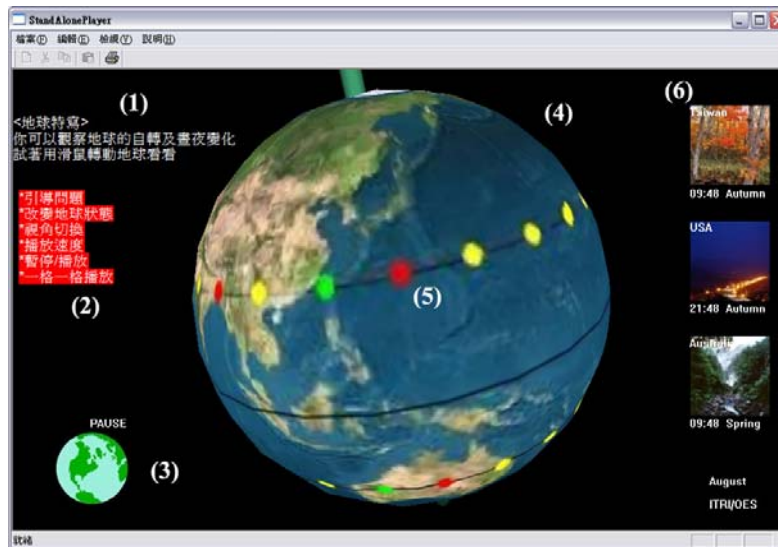 StandAlonePlayer
檔案(F) 編輯(E) 檢視(V) 說明(H)
(1)
<地球特寫>
你可以觀察地球的自轉及晝夜變化
試著用滑鼠轉動地球看看
*引導問題
*改變地球狀態
*視角切換
*播放速度
*暫停/播放
*一格一格播放
(2)
PAUSE
(3)
(4)
(5)
(6)
Taiwan
09:48 Autumn
USA
21:48 Autumn
09:48 Spring
August
ITRI/OES
就緒